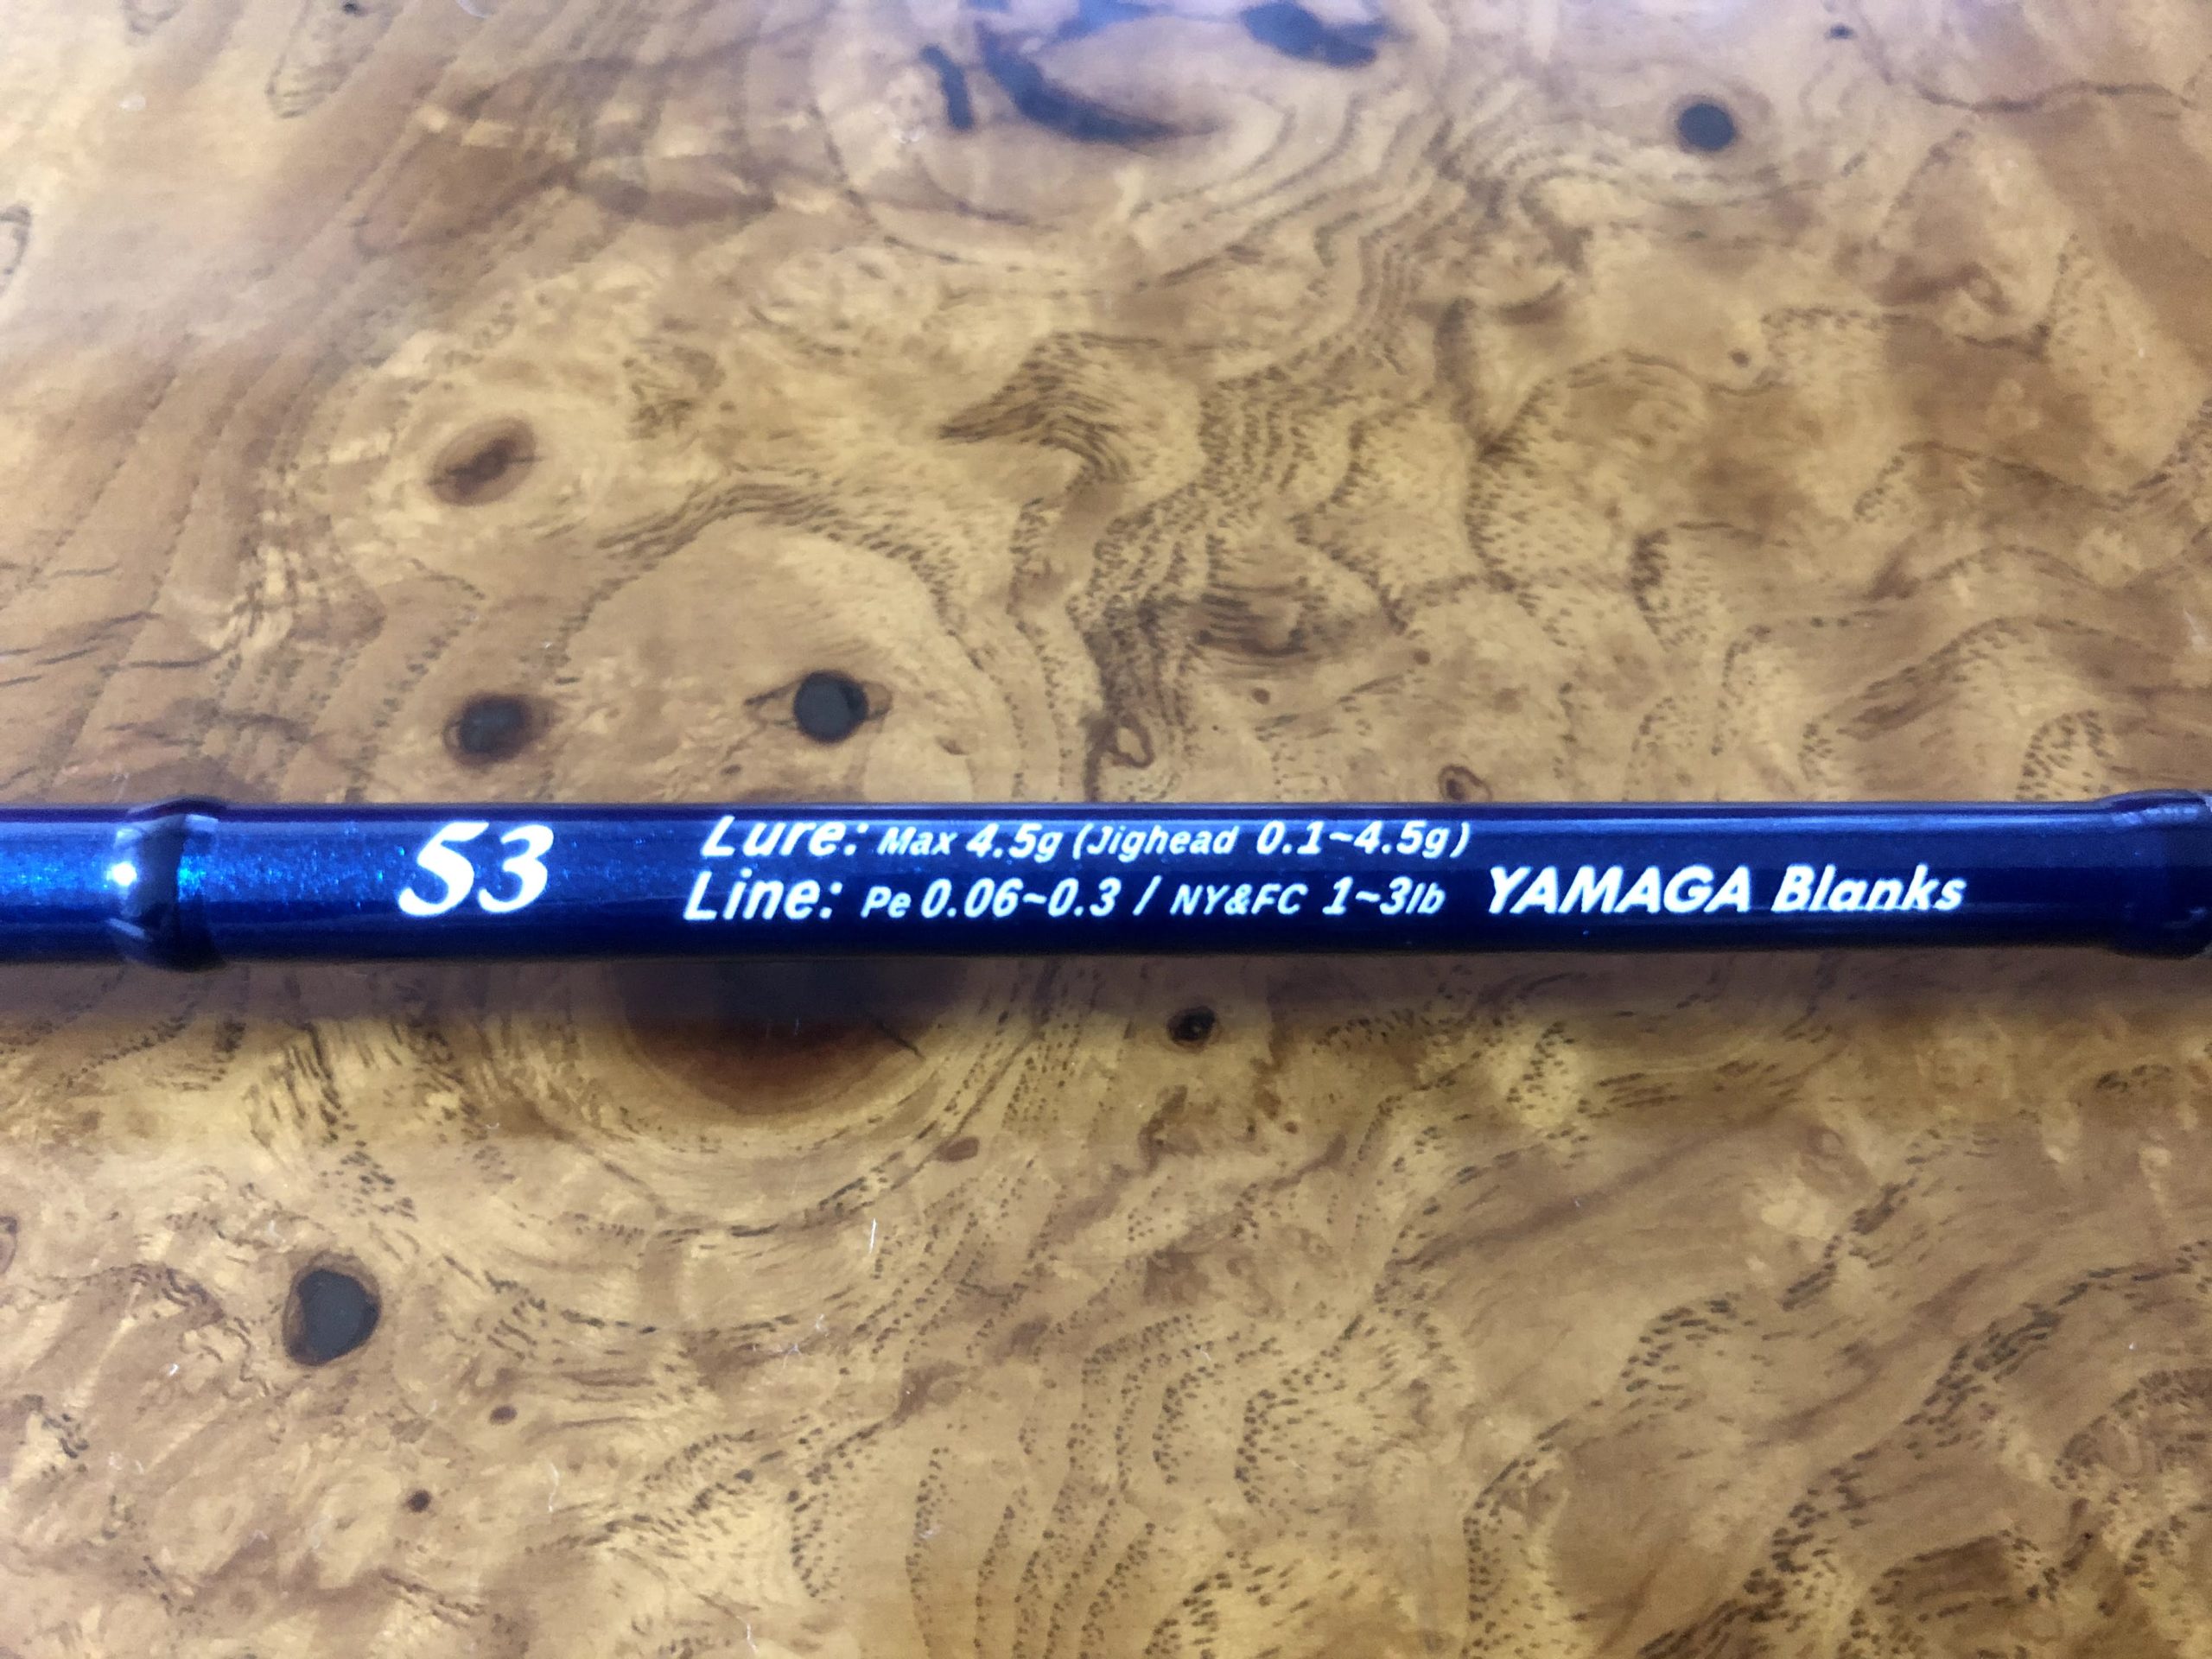 53
Lure: Max 4.5g (Jighead 0.1~4.5g)
Line: Pe 0.06~0.3 / NY&FC 1~3lb
YAMAGA Blanks